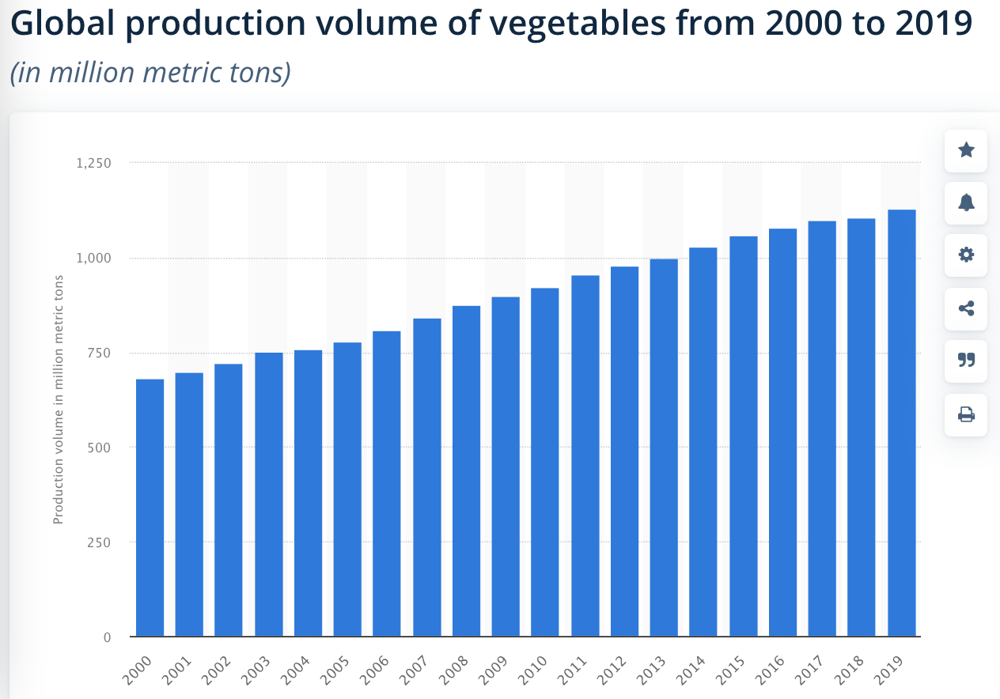 Global production volume of vegetables from 2000 to 2019
(in million metric tons)
Production volume in million metric tons
1,250
1,000
750
500
250
0
2000 2001 2002 2003 2004 2005 2006 2007 2008 2009 2010 2011 2012 2013 2014 2015 2016 2017 2018 2019